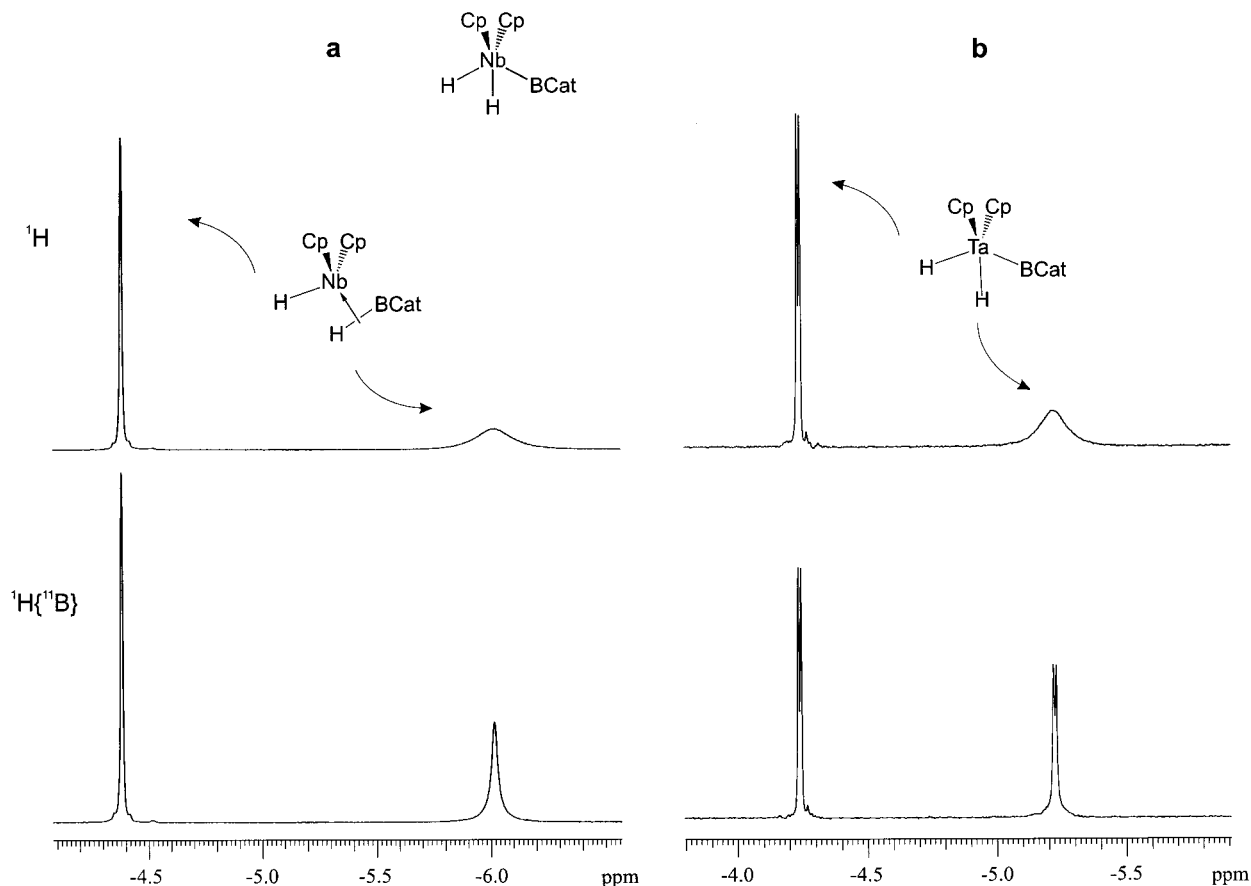 a
Cp Cp
Nb
H
BCat
H
b
¹H
Cp Cp
Nb
H
BCat
H
Cp Cp
Ta
H
BCat
H
¹H{¹¹B}
-4.5 -5.0 -5.5 -6.0 ppm
-4.0 -4.5 -5.0 -5.5 ppm